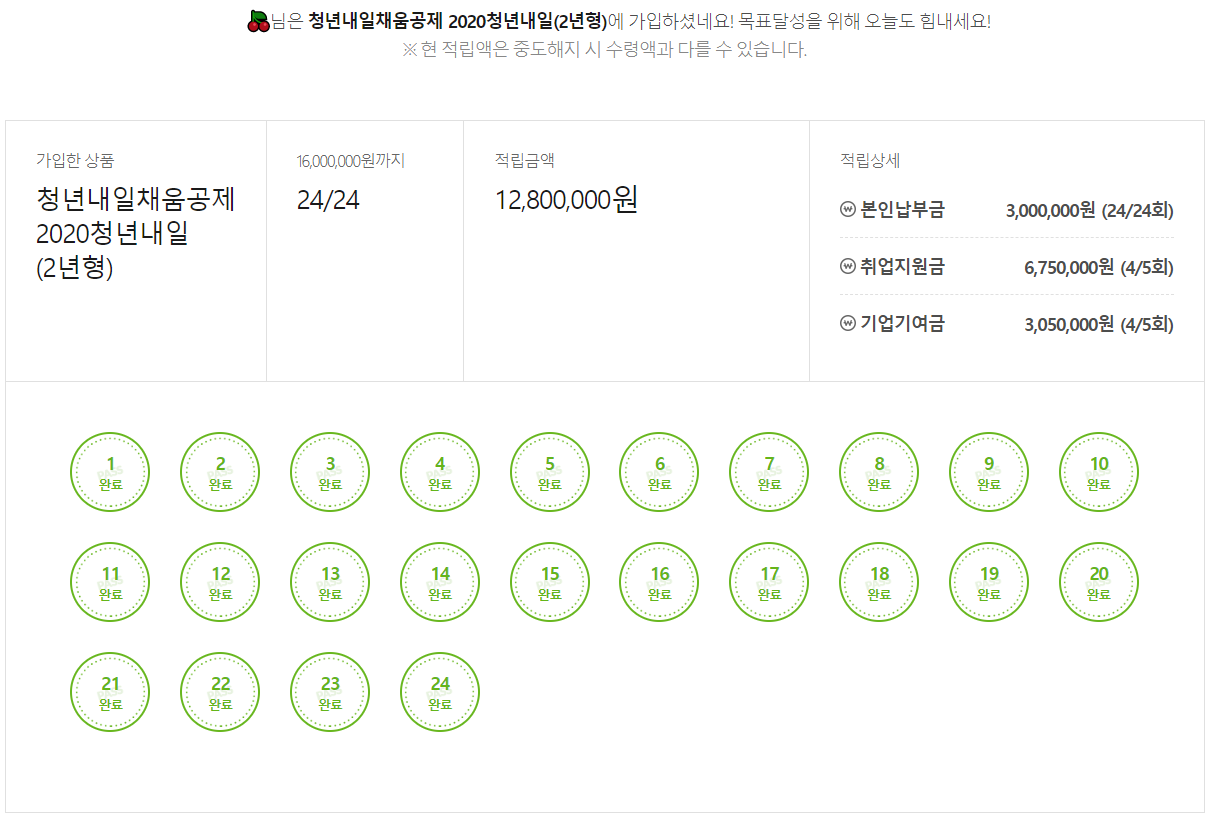 님은 청년내일채움공제 2020청년내일(2년형)에 가입하셨네요! 목표달성을 위해 오늘도 힘내세요!
※ 현 적립액은 중도해지 시 수령액과 다를 수 있습니다.
가입한 상품
청년내일채움공제
2020청년내일
(2년형)
16,000,000원까지
24/24
적립금액
12,800,000원
적립상세
본인납부금 3,000,000원 (24/24회)
취업지원금 6,750,000원 (4/5회)
기업기여금 3,050,000원 (4/5회)
1 2 3 4 5 6 7 8 9 10
완료 완료 완료 완료 완료 완료 완료 완료 완료 완료
11 12 13 14 15 16 17 18 19 20
완료 완료 완료 완료 완료 완료 완료 완료 완료 완료
21 22 23 24
완료 완료 완료 완료